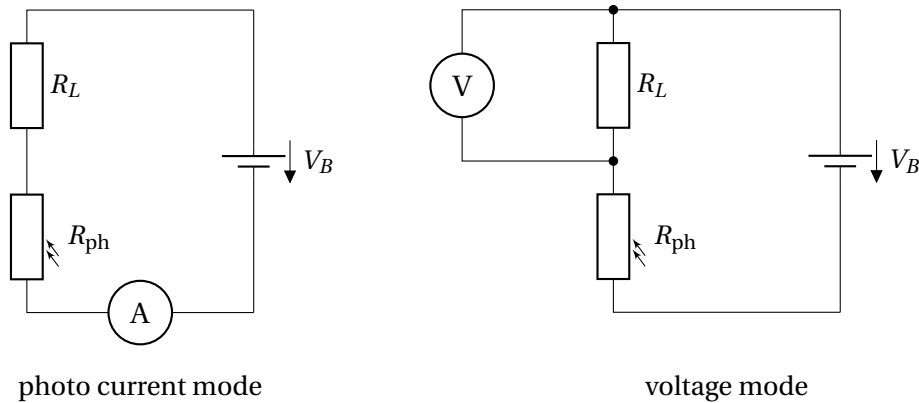 R_L
V_B
R_ph
A
photo current mode
V
R_L
V_B
R_ph
voltage mode